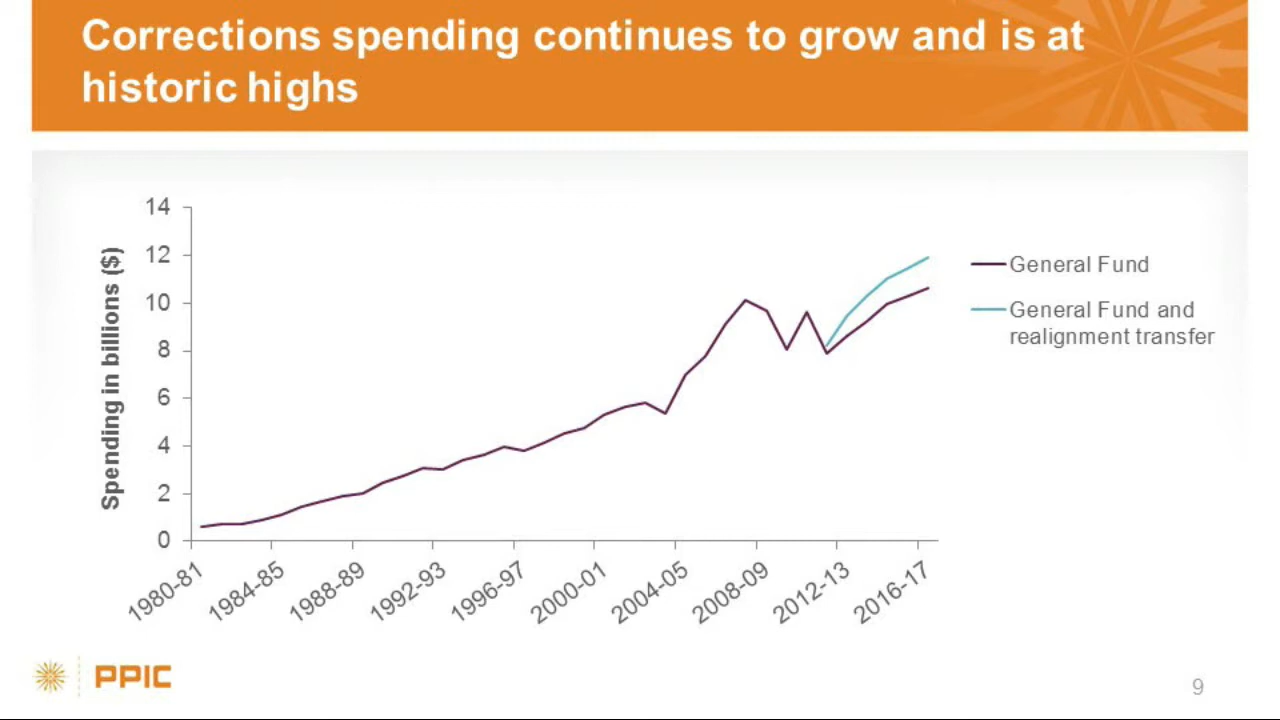 Corrections spending continues to grow and is at
historic highs
Spending in billions ($)
14
12
10
8
6
4
2
0
1980-81
1984-85
1988-89
1992-93
1996-97
2000-01
2004-05
2008-09
2012-13
2016-17
General Fund
General Fund and
realignment transfer
PPIC
9